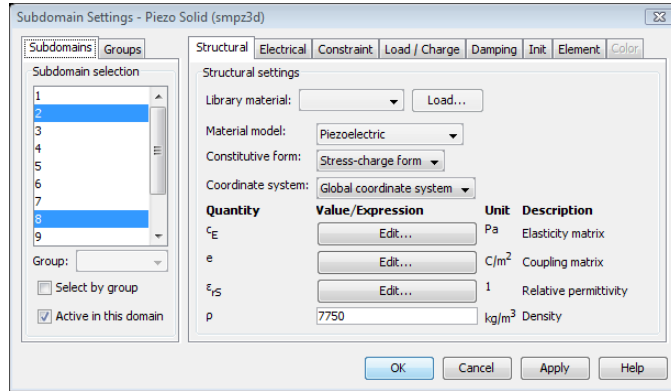 Subdomain Settings - Piezo Solid (smpz3d)
Subdomains Groups
Structural Electrical Constraint Load / Charge Damping Init Element Color
Subdomain selection
1
2
3
4
5
6
7
8
9
Group:
Select by group
Active in this domain
Structural settings
Library material: Load...
Material model: Piezoelectric
Constitutive form: Stress-charge form
Coordinate system: Global coordinate system
Quantity Value/Expression Unit Description
cE Edit... Pa Elasticity matrix
e Edit... C/m² Coupling matrix
εrS Edit... 1 Relative permittivity
ρ 7750 kg/m³ Density
OK Cancel Apply Help